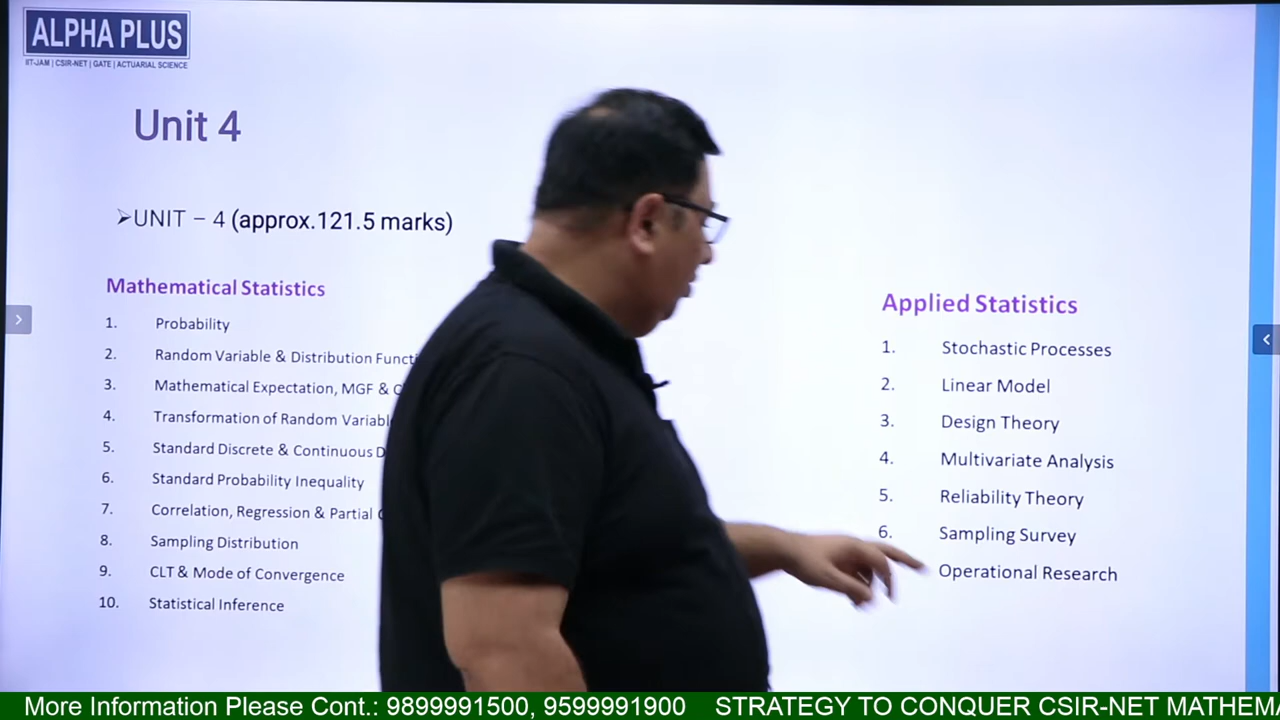 ALPHA PLUS
IIT-JAM | CSIR-NET | GATE | ACTUARIAL SCIENCE
Unit 4
➢UNIT – 4 (approx.121.5 marks)
Mathematical Statistics
1. Probability
2. Random Variable & Distribution
3. Mathematical Expectation, MGF &
4. Transformation of Random
5. Standard Discrete & Continuous
6. Standard Probability Inequality
7. Correlation, Regression & Partial
8. Sampling Distribution
9. CLT & Mode of Convergence
10. Statistical Inference
Applied Statistics
1. Stochastic Processes
2. Linear Model
3. Design Theory
4. Multivariate Analysis
5. Reliability Theory
6. Sampling Survey
Operational Research
More Information Please Cont.: 9899991500, 9599991900 STRATEGY TO CONQUER CSIR-NET MATHEMA